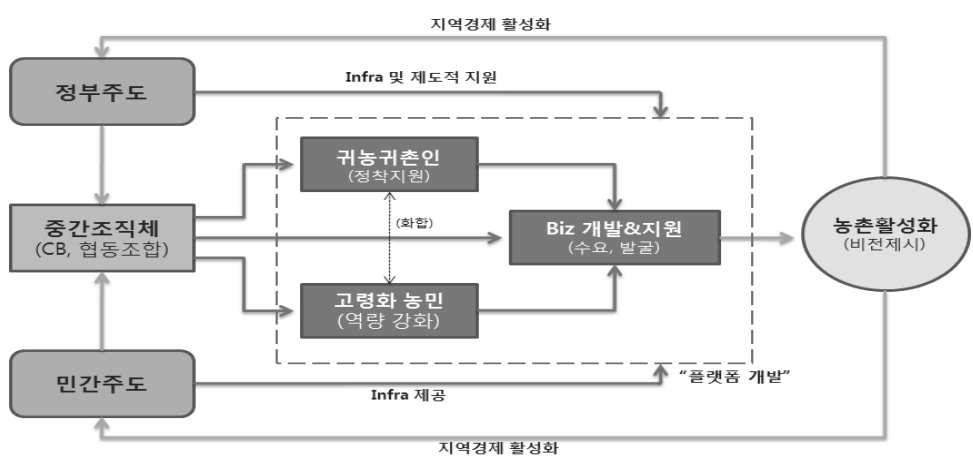 지역경제 활성화
정부주도
Infra 및 제도적 지원
귀농귀촌인
(정착지원)
중간조직체
(CB, 협동조합)
(화합)
Biz 개발&지원
(수요, 발굴)
농촌활성화
(비전제시)
고령화 농민
(역량 강화)
민간주도
Infra 제공
“플랫폼 개발”
지역경제 활성화